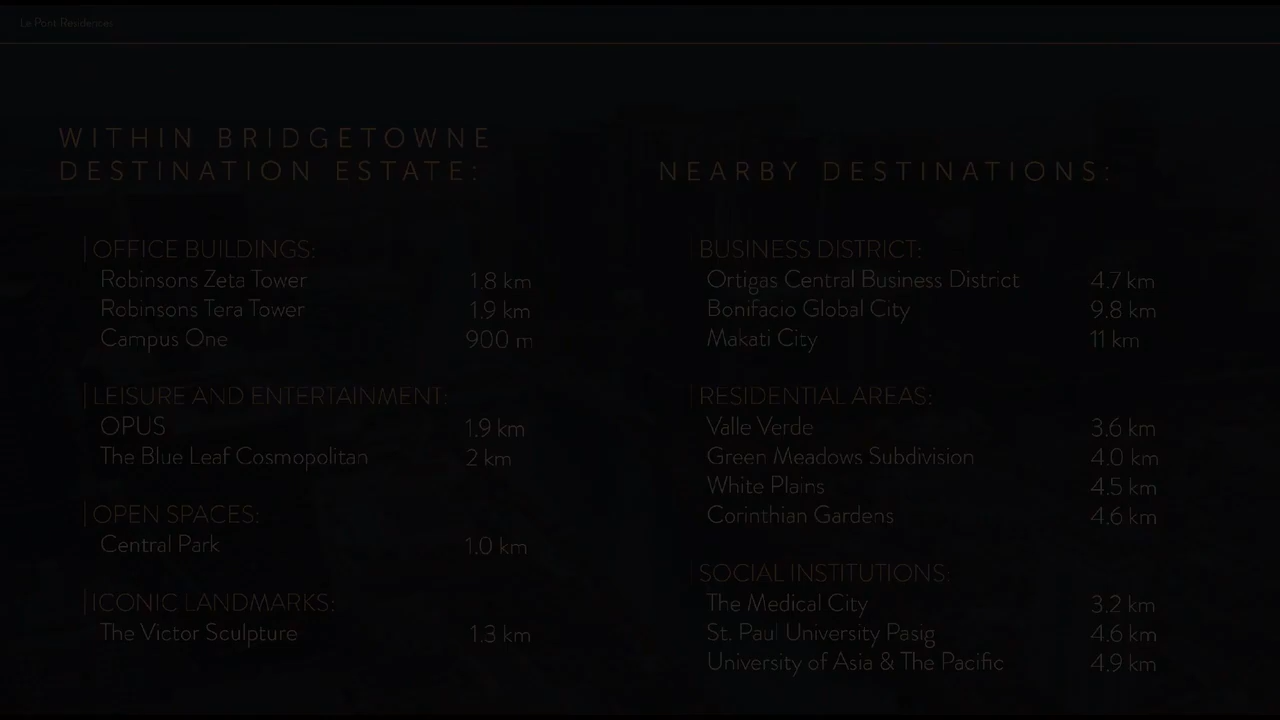 Le Pont Residences
WITHIN BRIDGETOWNE
DESTINATION ESTATE:
OFFICE BUILDINGS:
Robinsons Zeta Tower 1.8 km
Robinsons Tera Tower 1.9 km
Campus One 900 m
LEISURE AND ENTERTAINMENT:
OPUS 1.9 km
The Blue Leaf Cosmopolitan 2 km
OPEN SPACES:
Central Park 1.0 km
ICONIC LANDMARKS:
The Victor Sculpture 1.3 km
NEARBY DESTINATIONS:
BUSINESS DISTRICT:
Ortigas Central Business District 4.7 km
Bonifacio Global City 9.8 km
Makati City 11 km
RESIDENTIAL AREAS:
Valle Verde 3.6 km
Green Meadows Subdivision 4.0 km
White Plains 4.5 km
Corinthian Gardens 4.6 km
SOCIAL INSTITUTIONS:
The Medical City 3.2 km
St. Paul University Pasig 4.6 km
University of Asia & The Pacific 4.9 km